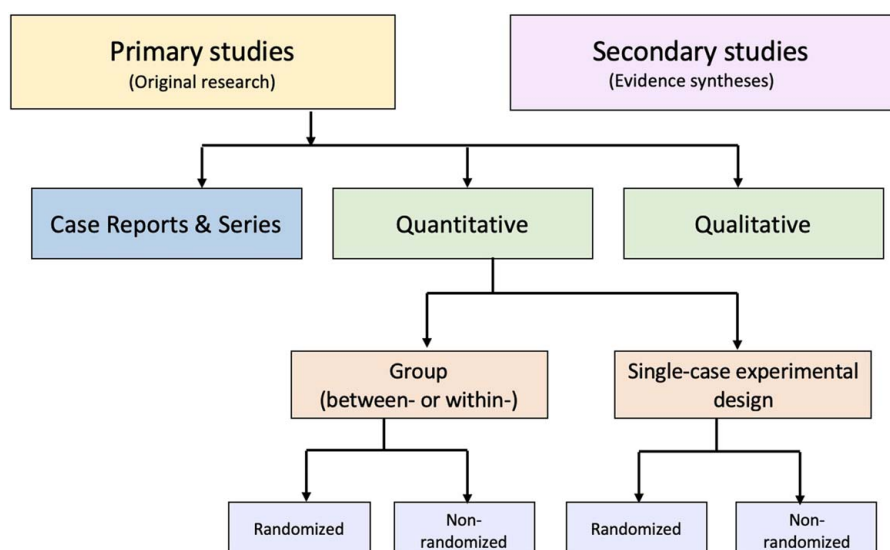 Primary studies
(Original research)
Secondary studies
(Evidence syntheses)
Case Reports & Series
Quantitative
Qualitative
Group
(between- or within-)
Single-case experimental
design
Randomized
Non-
randomized
Randomized
Non-
randomized